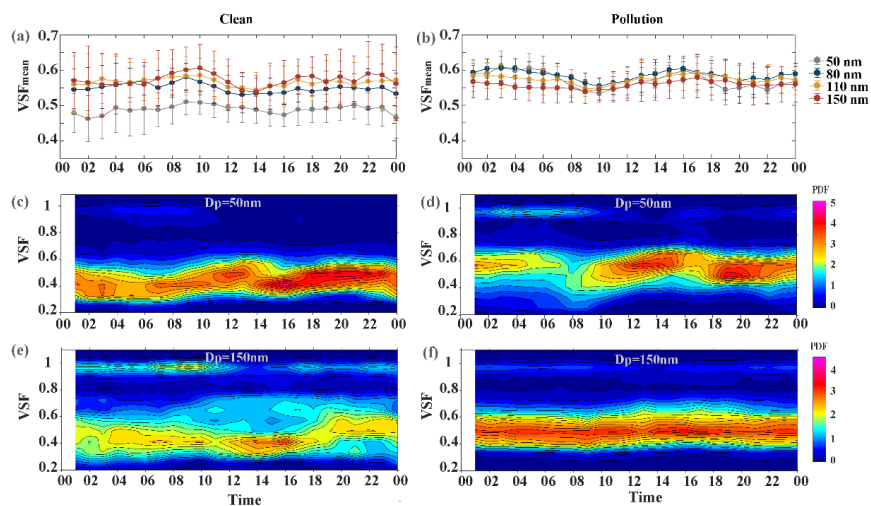 Clean
Pollution
(a)
0.7
0.6
0.5
0.4
VSFmean
00 02 04 06 08 10 12 14 16 18 20 22 00
(b)
0.7
0.6
0.5
0.4
VSFmean
00 02 04 06 08 10 12 14 16 18 20 22 00
50 nm
80 nm
110 nm
150 nm
(c)
Dp=50nm
1
0.8
0.6
0.4
0.2
VSF
00 02 04 06 08 10 12 14 16 18 20 22 00
(d)
Dp=50nm
1
0.8
0.6
0.4
0.2
VSF
00 02 04 06 08 10 12 14 16 18 20 22 00
PDF
5
4
3
2
1
0
(e)
Dp=150nm
1
0.8
0.6
0.4
0.2
VSF
00 02 04 06 08 10 12 14 16 18 20 22 00
Time
(f)
Dp=150nm
1
0.8
0.6
0.4
0.2
VSF
00 02 04 06 08 10 12 14 16 18 20 22 00
Time
PDF
4
3
2
1
0